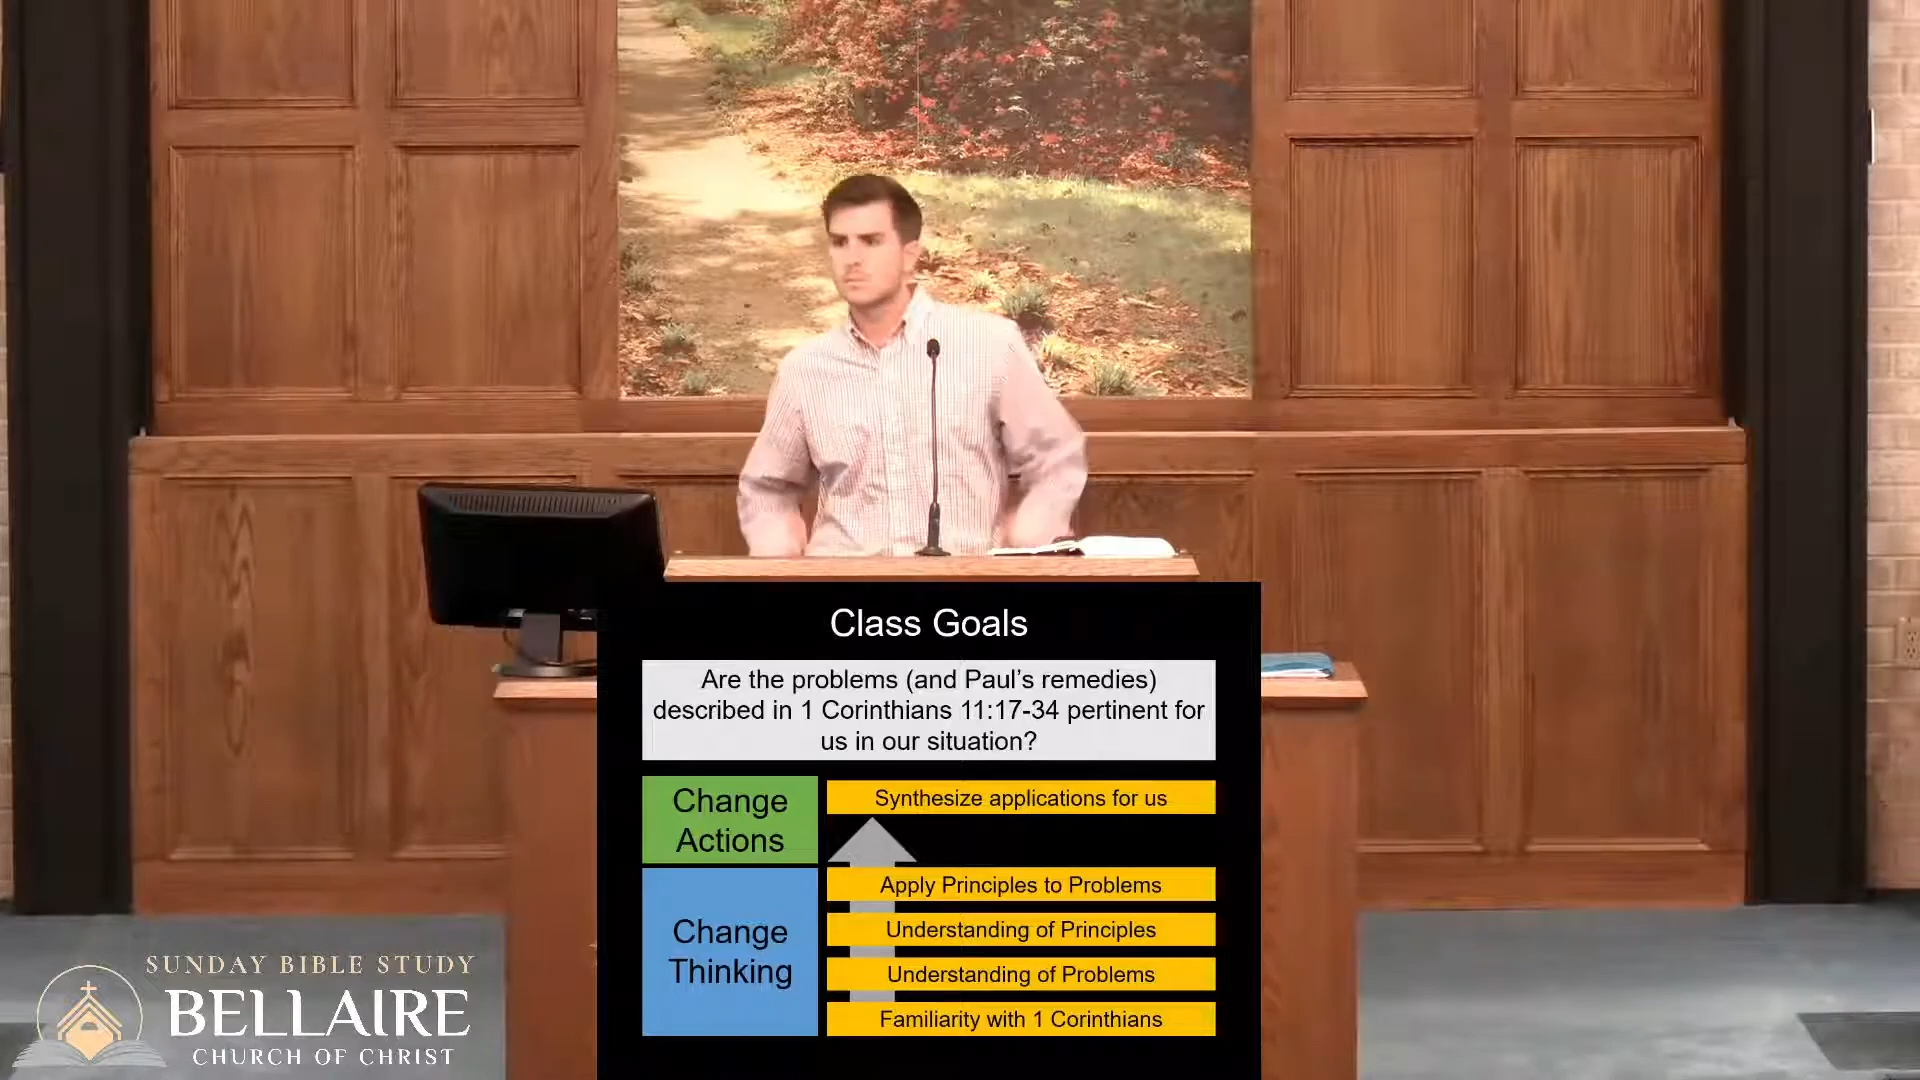 Class Goals
Are the problems (and Paul's remedies)
described in 1 Corinthians 11:17-34 pertinent for
us in our situation?
Change
Actions
Synthesize applications for us
Change
Thinking
Apply Principles to Problems
Understanding of Principles
Understanding of Problems
Familiarity with 1 Corinthians
SUNDAY BIBLE STUDY
BELLAIRE
CHURCH OF CHRIST